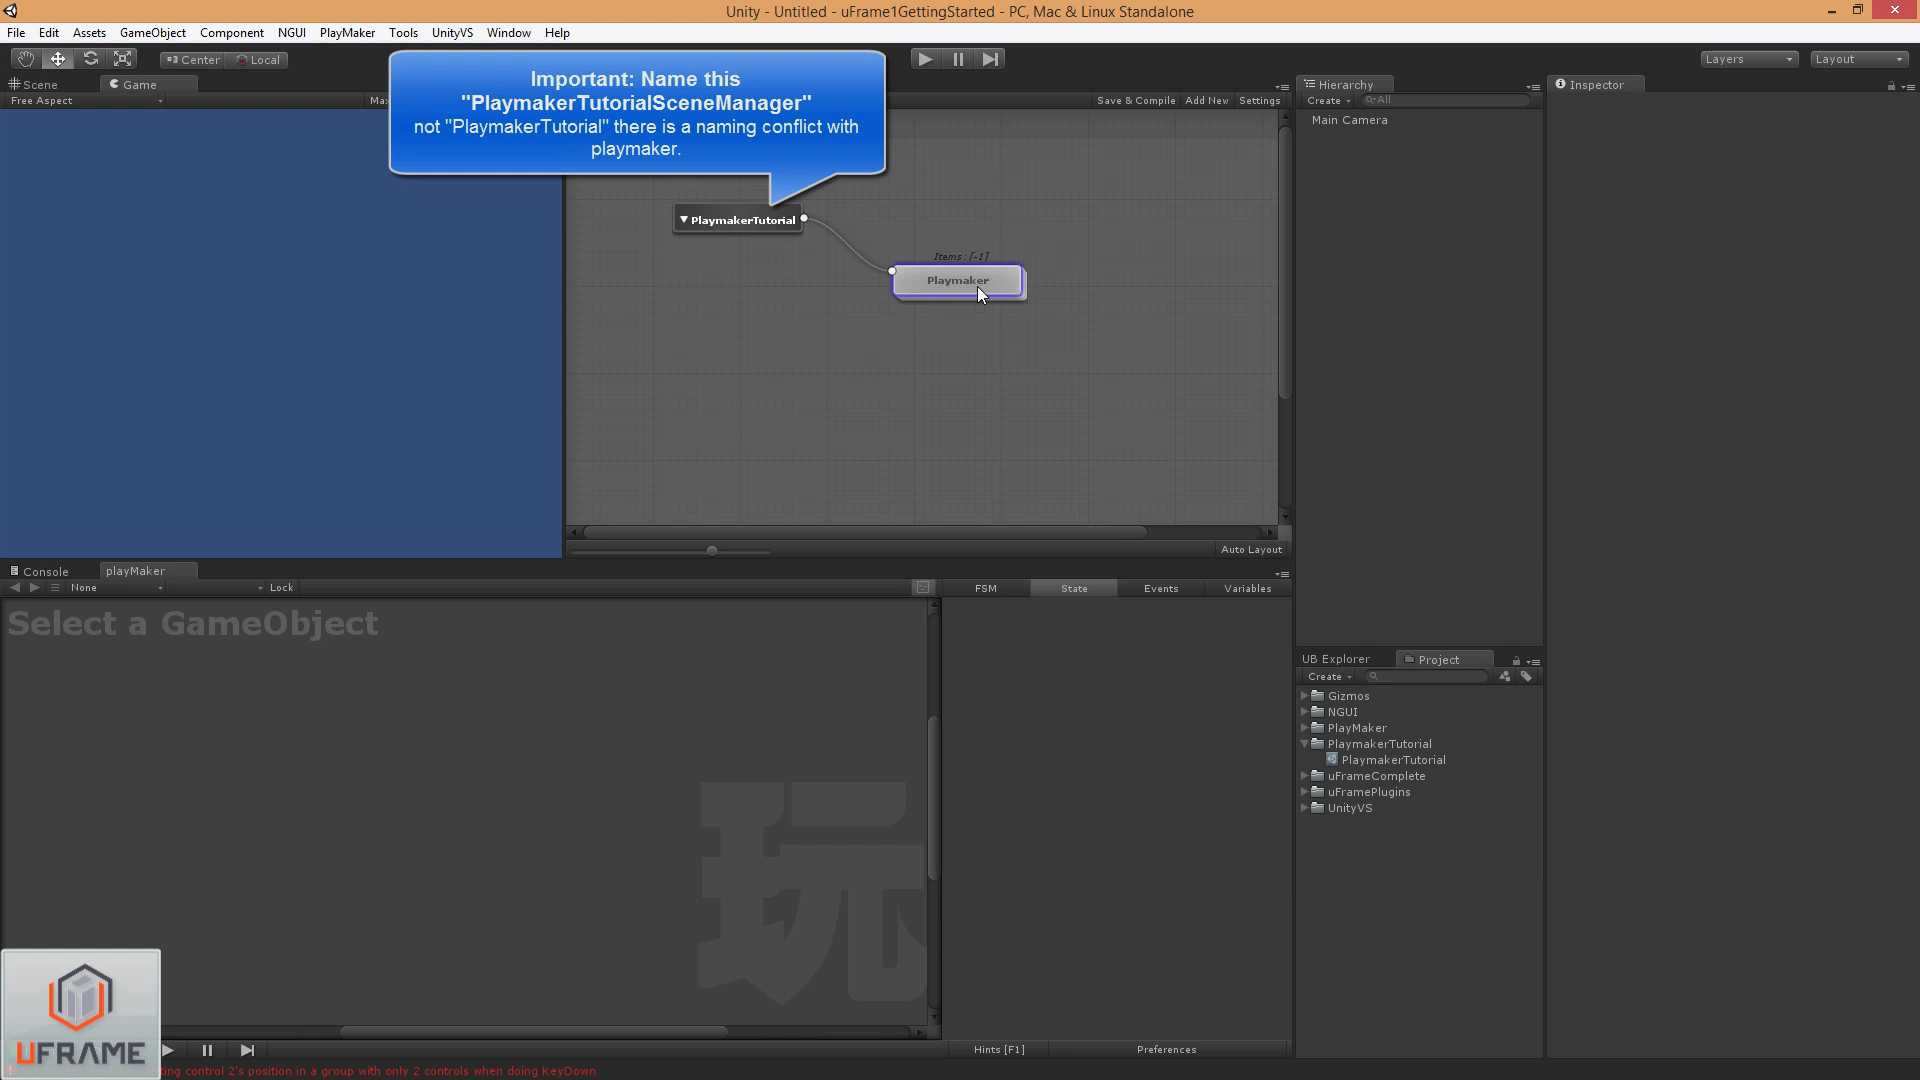 Unity - Untitled - uFrame1GettingStarted - PC, Mac & Linux Standalone
File Edit Assets GameObject Component NGUI PlayMaker Tools UnityVS Window Help
Center Local
Layers Layout
Important: Name this
"PlaymakerTutorialSceneManager"
not "PlaymakerTutorial" there is a naming conflict with
playmaker.
Scene Game
Free Aspect
Save & Compile Add New Settings
PlaymakerTutorial
Items: [-1]
Playmaker
Auto Layout
Hierarchy
Create All
Main Camera
Inspector
Console playMaker
None Lock
FSM State Events Variables
Select a GameObject
玩
Hints [F1] Preferences
UB Explorer Project
Create
Gizmos
NGUI
PlayMaker
PlaymakerTutorial
PlaymakerTutorial
uFrameComplete
uFramePlugins
UnityVS
UFRAME
ting control 2's position in a group with only 2 controls when doing KeyDown